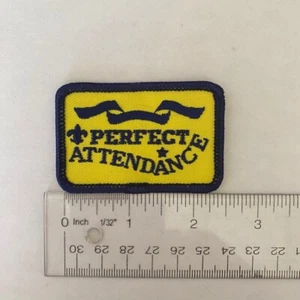 PERFECT
ATTENDANCE
0 Inch 1/32" 1 2 3
30 29 28 27 26 25 24 23 22